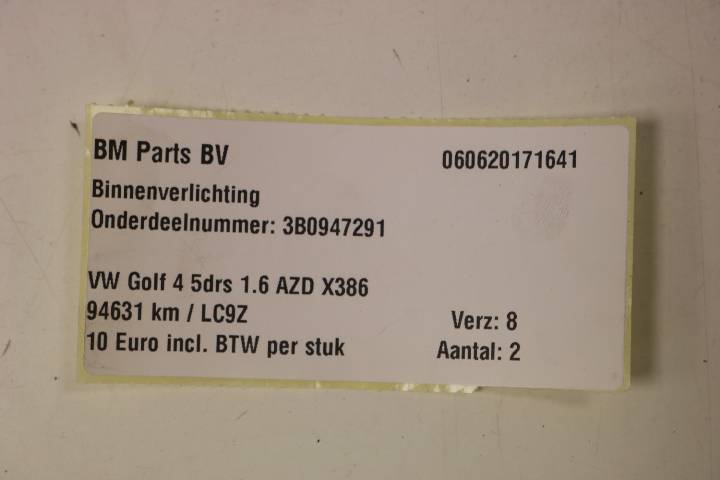 BM Parts BV 060620171641
Binnenverlichting
Onderdeelnummer: 3B0947291
VW Golf 4 5drs 1.6 AZD X386
94631 km / LC9Z Verz: 8
10 Euro incl. BTW per stuk Aantal: 2